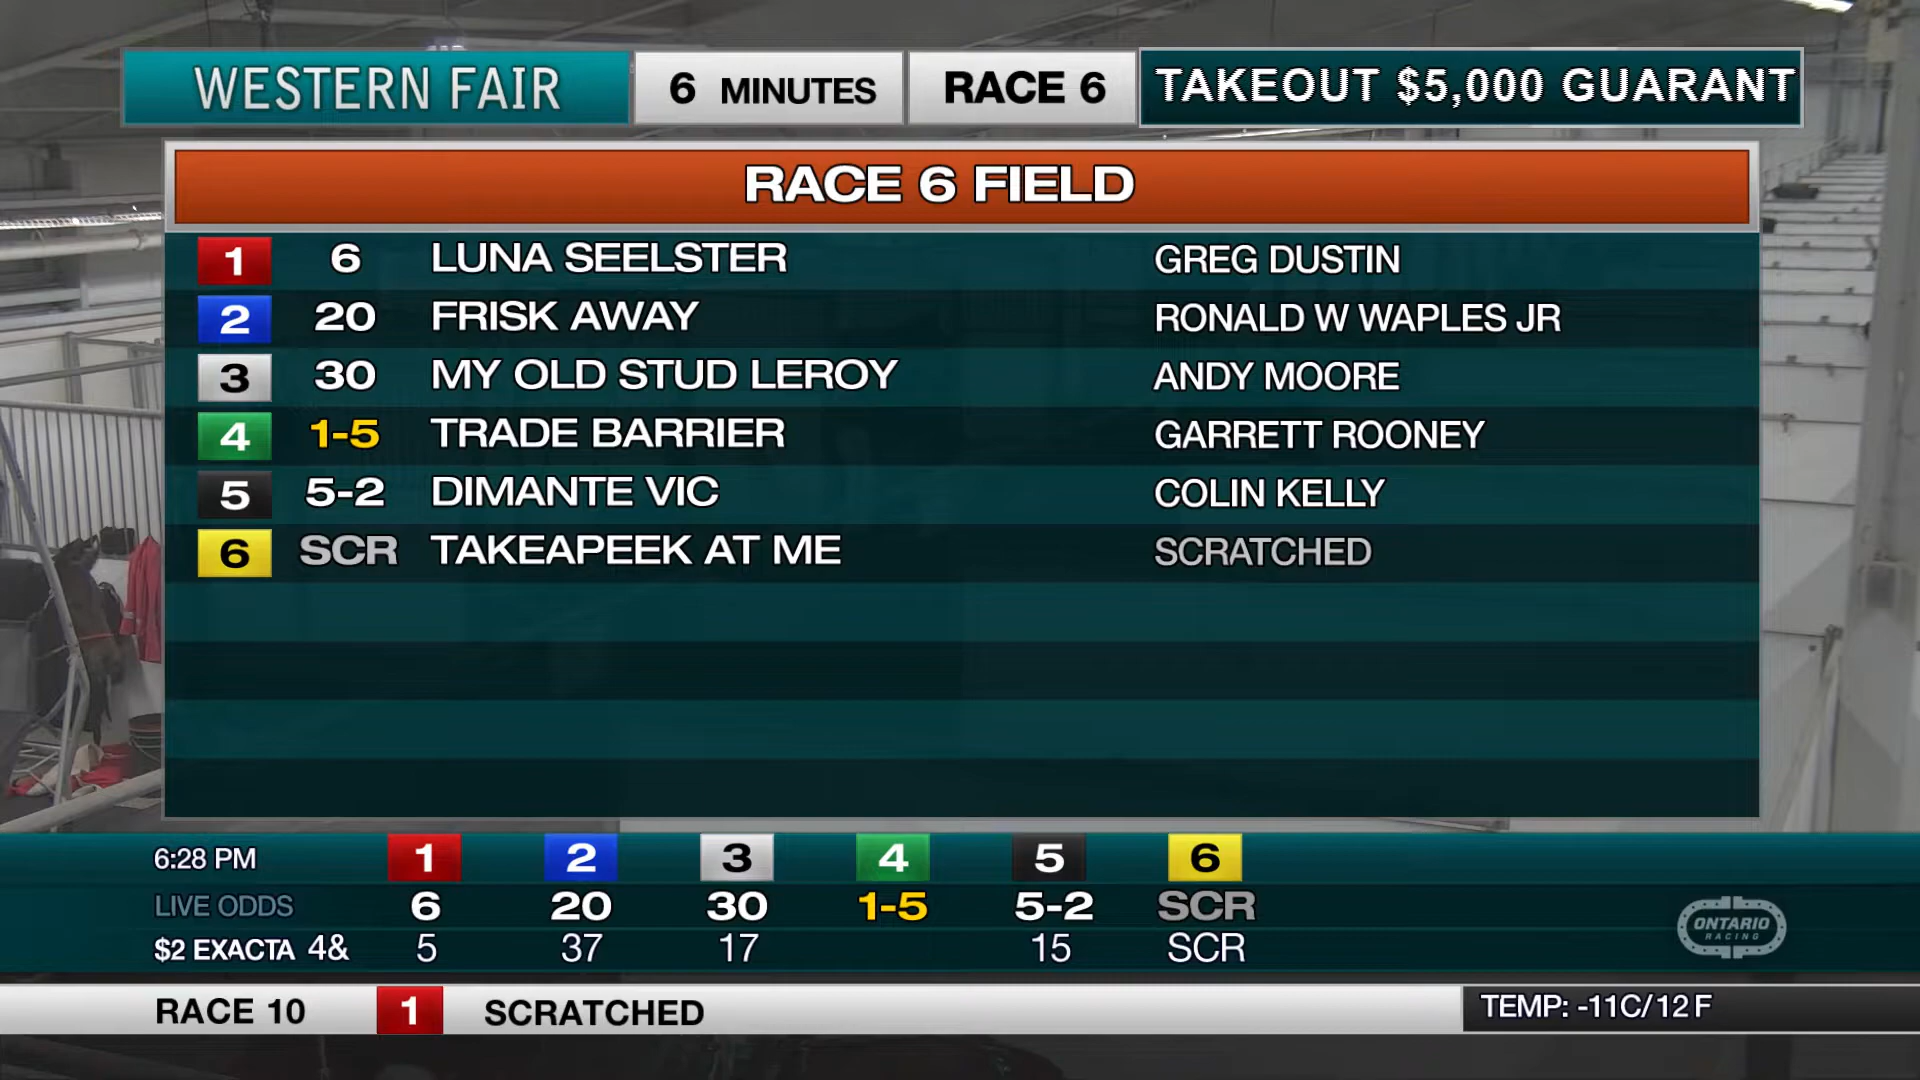 WESTERN FAIR 6 MINUTES RACE 6 TAKEOUT $5,000 GUARANT
RACE 6 FIELD
1 6 LUNA SEELSTER GREG DUSTIN
2 20 FRISK AWAY RONALD W WAPLES JR
3 30 MY OLD STUD LEROY ANDY MOORE
4 1-5 TRADE BARRIER GARRETT ROONEY
5 5-2 DIMANTE VIC COLIN KELLY
6 SCR TAKEAPEEK AT ME SCRATCHED
6:28 PM 1 2 3 4 5 6
LIVE ODDS 6 20 30 1-5 5-2 SCR
$2 EXACTA 4& 5 37 17 15 SCR
ONTARIO
RACING
RACE 10 1 SCRATCHED TEMP: -11C/12 F